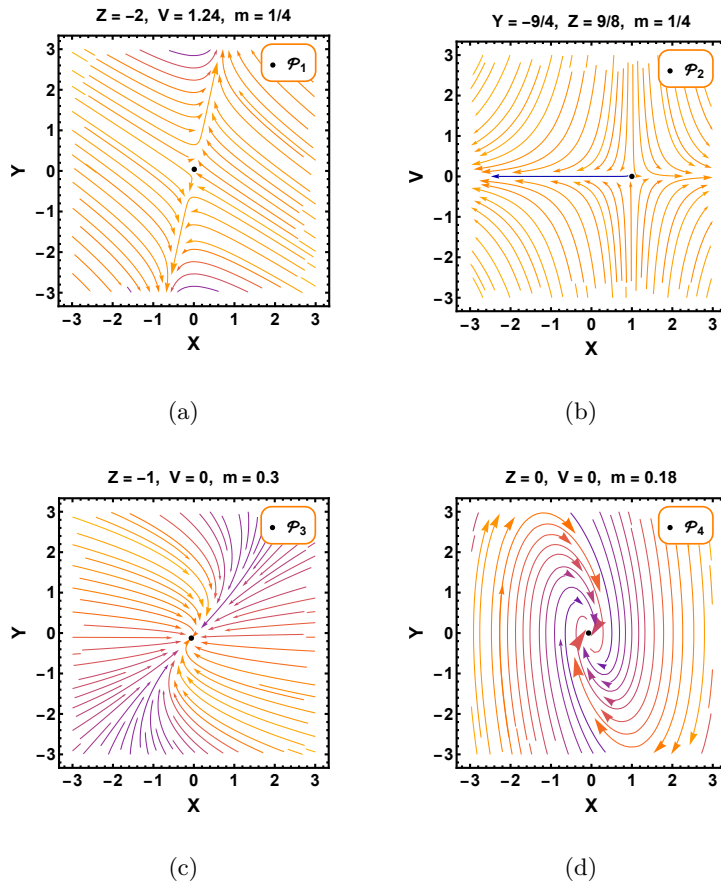 Z = −2, V = 1.24, m = 1/4
𝒫1
Y
3
2
1
0
−1
−2
−3
−3 −2 −1 0 1 2 3
X
(a)
Y = −9/4, Z = 9/8, m = 1/4
𝒫2
V
3
2
1
0
−1
−2
−3
−3 −2 −1 0 1 2 3
X
(b)
Z = −1, V = 0, m = 0.3
𝒫3
Y
3
2
1
0
−1
−2
−3
−3 −2 −1 0 1 2 3
X
(c)
Z = 0, V = 0, m = 0.18
𝒫4
Y
3
2
1
0
−1
−2
−3
−3 −2 −1 0 1 2 3
X
(d)